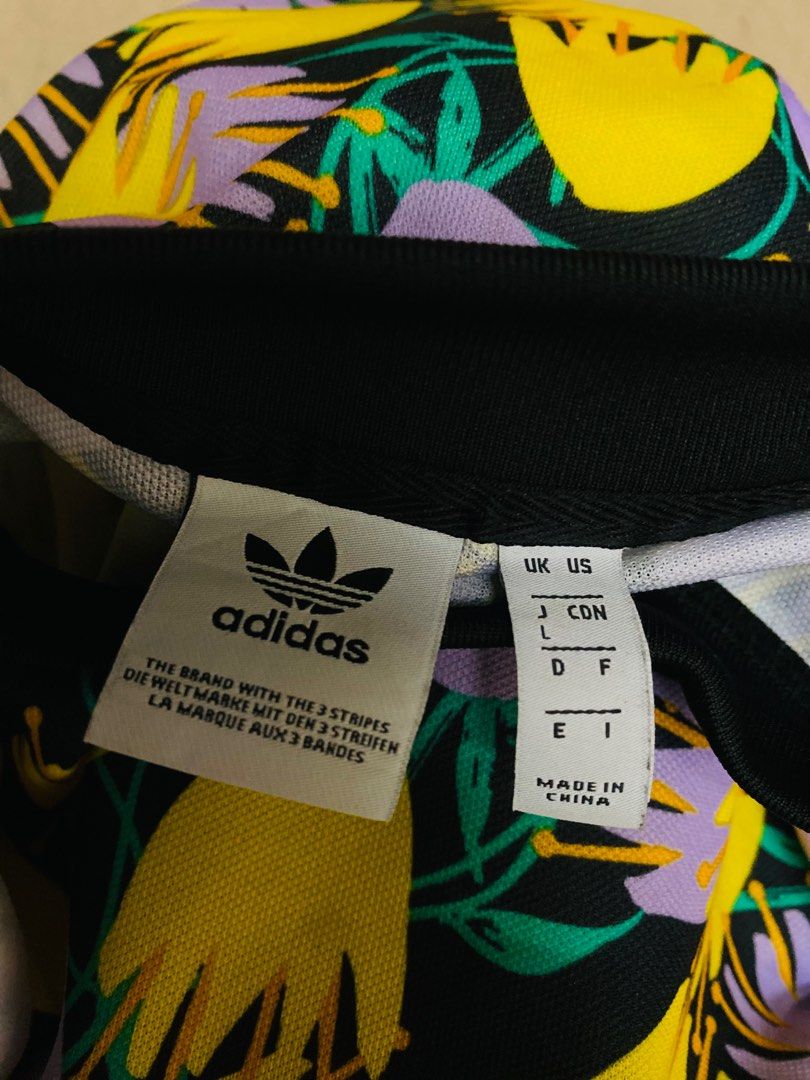 adidas
THE BRAND WITH THE 3 STRIPES
DIE WELTMARKE MIT DEN 3 STREIFEN
LA MARQUE AUX 3 BANDES
UK US
J CDN
L
D F
E I
MADE IN
CHINA